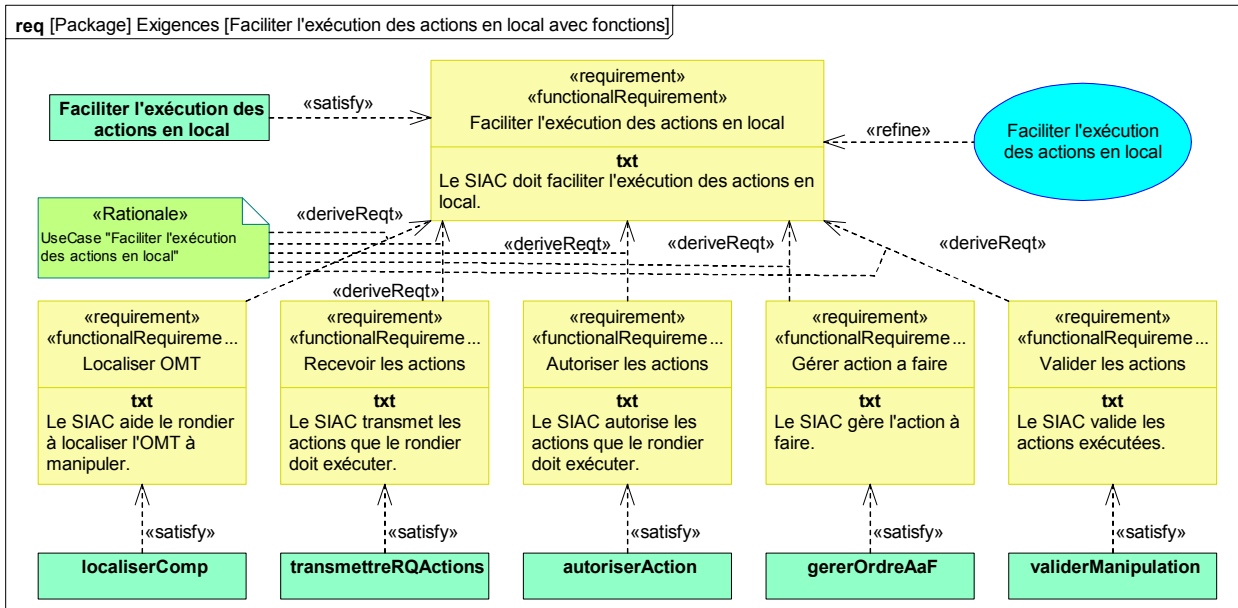 req [Package] Exigences [Faciliter l'exécution des actions en local avec fonctions]
Faciliter l'exécution des
actions en local
«satisfy»
«requirement»
«functionalRequirement»
Faciliter l'exécution des actions en local
txt
Le SIAC doit faciliter l'exécution des actions en
local.
«refine»
Faciliter l'exécution
des actions en local
«Rationale»
UseCase "Faciliter l'exécution
des actions en local"
«deriveReqt»
«deriveReqt»
«deriveReqt»
«deriveReqt»
«deriveReqt»
«requirement»
«functionalRequireme...
Localiser OMT
txt
Le SIAC aide le rondier
à localiser l'OMT à
manipuler.
«requirement»
«functionalRequireme...
Recevoir les actions
txt
Le SIAC transmet les
actions que le rondier
doit exécuter.
«requirement»
«functionalRequireme...
Autoriser les actions
txt
Le SIAC autorise les
actions que le rondier
doit exécuter.
«requirement»
«functionalRequireme...
Gérer action a faire
txt
Le SIAC gère l'action à
faire.
«requirement»
«functionalRequireme...
Valider les actions
txt
Le SIAC valide les
actions exécutées.
«satisfy»
«satisfy»
«satisfy»
«satisfy»
«satisfy»
localiserComp
transmettreRQActions
autoriserAction
gererOrdreAaF
validerManipulation